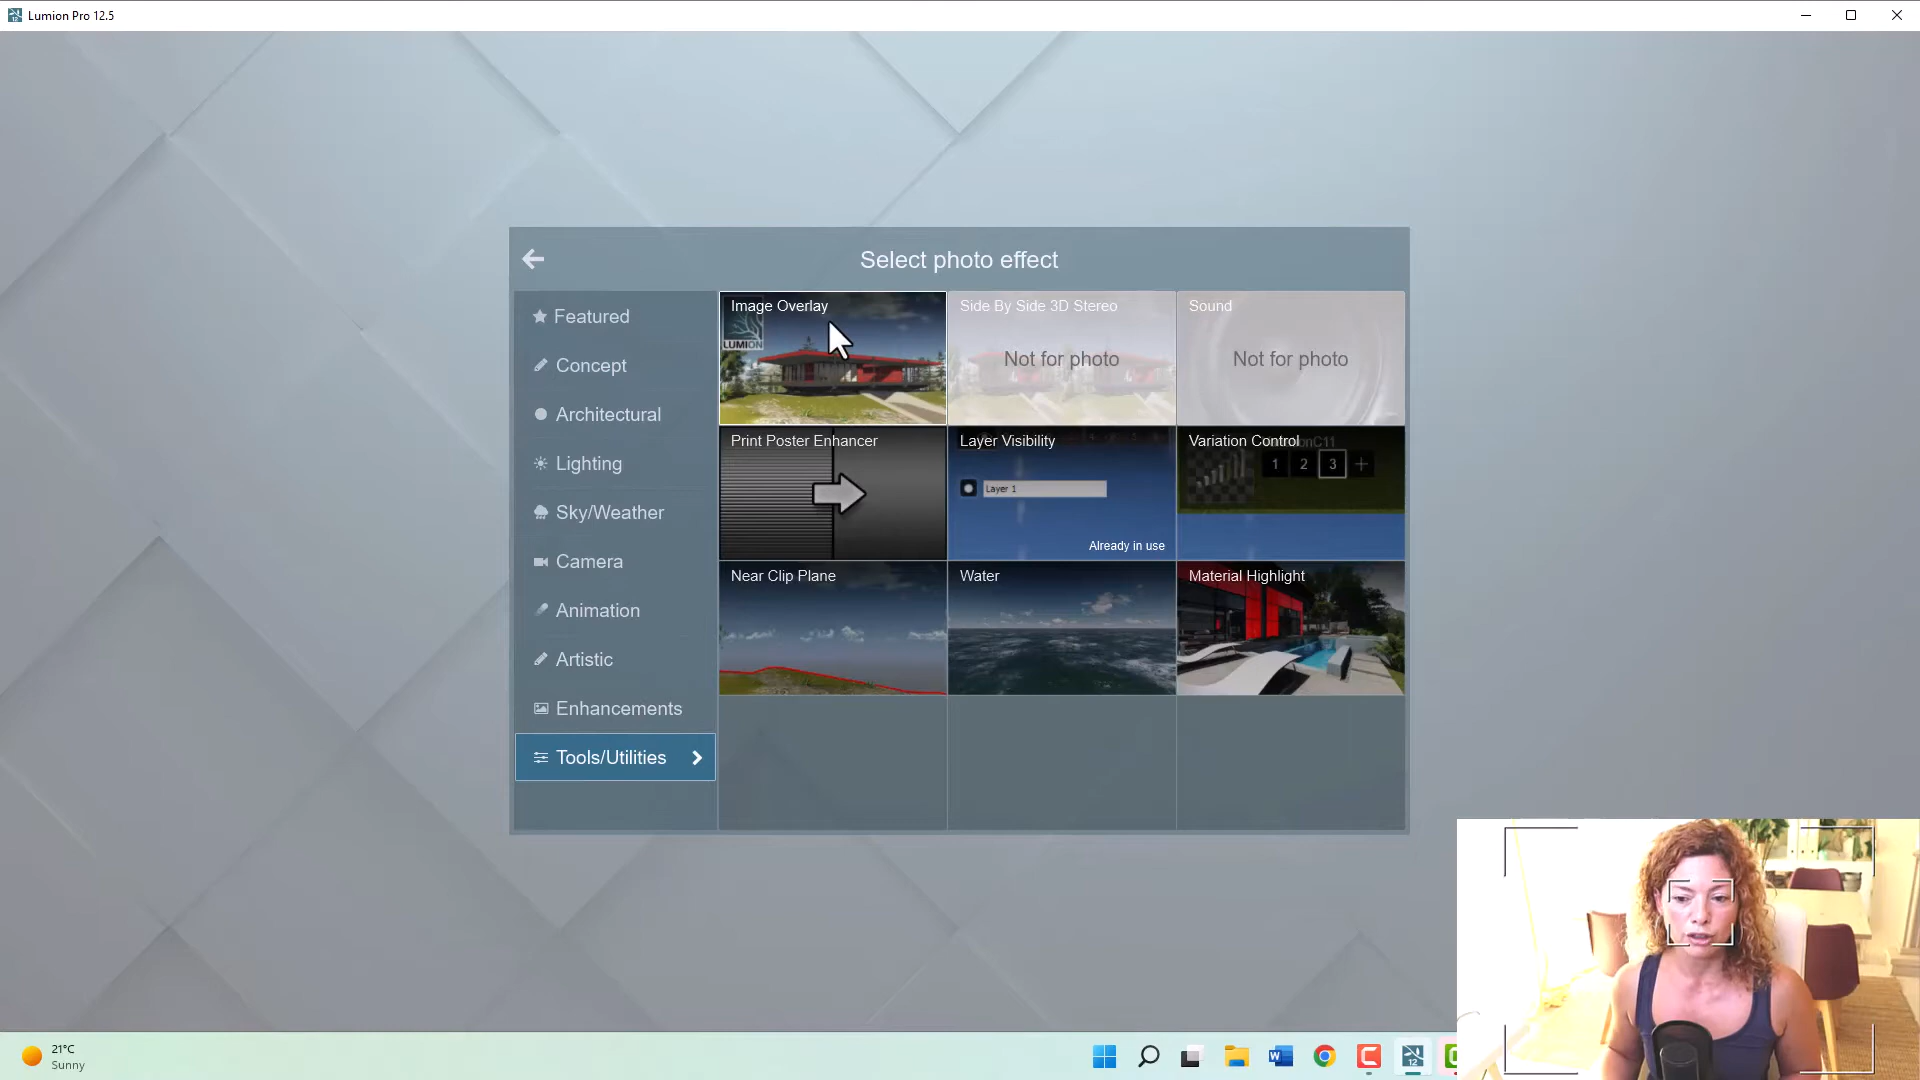 Lumion Pro 12.5
Select photo effect
Featured
Concept
Architectural
Lighting
Sky/Weather
Camera
Animation
Artistic
Enhancements
Tools/Utilities
Image Overlay
LUMION
Side By Side 3D Stereo
Not for photo
Sound
Not for photo
Print Poster Enhancer
Layer Visibility
Layer 1
Already in use
Variation Control
1 2 3 +
Near Clip Plane
Water
Material Highlight
21°C
Sunny
12